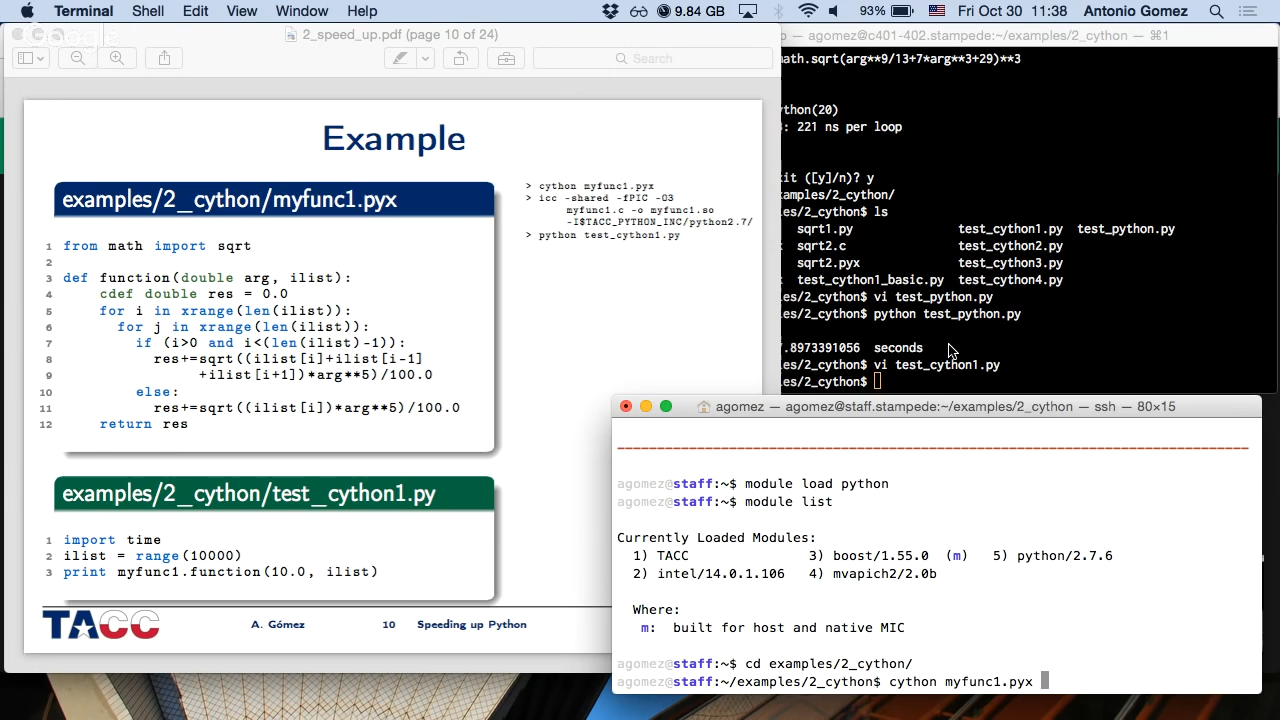 Terminal Shell Edit View Window Help 9.84 GB 93% Fri Oct 30 11:38 Antonio Gomez
2_speed_up.pdf (page 10 of 24)
Search
Example
examples/2_cython/myfunc1.pyx
1 from math import sqrt
2
3 def function(double arg, ilist):
4 cdef double res = 0.0
5 for i in xrange(len(ilist)):
6 for j in xrange(len(ilist)):
7 if (i>0 and i<(len(ilist)-1)):
8 res+=sqrt((ilist[i]+ilist[i-1]
9 +ilist[i+1])*arg**5)/100.0
10 else:
11 res+=sqrt((ilist[i])*arg**5)/100.0
12 return res
> cython myfunc1.pyx
> icc -shared -fPIC -O3
myfunc1.c -o myfunc1.so
-I$TACC_PYTHON_INC/python2.7/
> python test_cython1.py
examples/2_cython/test_cython1.py
1 import time
2 ilist = range(10000)
3 print myfunc1.function(10.0, ilist)
TACC
A. Gómez 10 Speeding up Python
— agomez@c401-402.stampede:~/examples/2_cython — ⌘1
ath.sqrt(arg**9/13+7*arg**3+29)**3
thon(20)
: 221 ns per loop
it ([y]/n)? y
amples/2_cython/
es/2_cython$ ls
sqrt1.py test_cython1.py test_python.py
sqrt2.c test_cython2.py
sqrt2.pyx test_cython3.py
test_cython1_basic.py test_cython4.py
es/2_cython$ vi test_python.py
es/2_cython$ python test_python.py
.8973391056 seconds
es/2_cython$ vi test_cython1.py
es/2_cython$
agomez — agomez@staff.stampede:~/examples/2_cython — ssh — 80×15
agomez@staff:~$ module load python
agomez@staff:~$ module list
Currently Loaded Modules:
1) TACC 3) boost/1.55.0 (m) 5) python/2.7.6
2) intel/14.0.1.106 4) mvapich2/2.0b
Where:
m: built for host and native MIC
agomez@staff:~$ cd examples/2_cython/
agomez@staff:~/examples/2_cython$ cython myfunc1.pyx